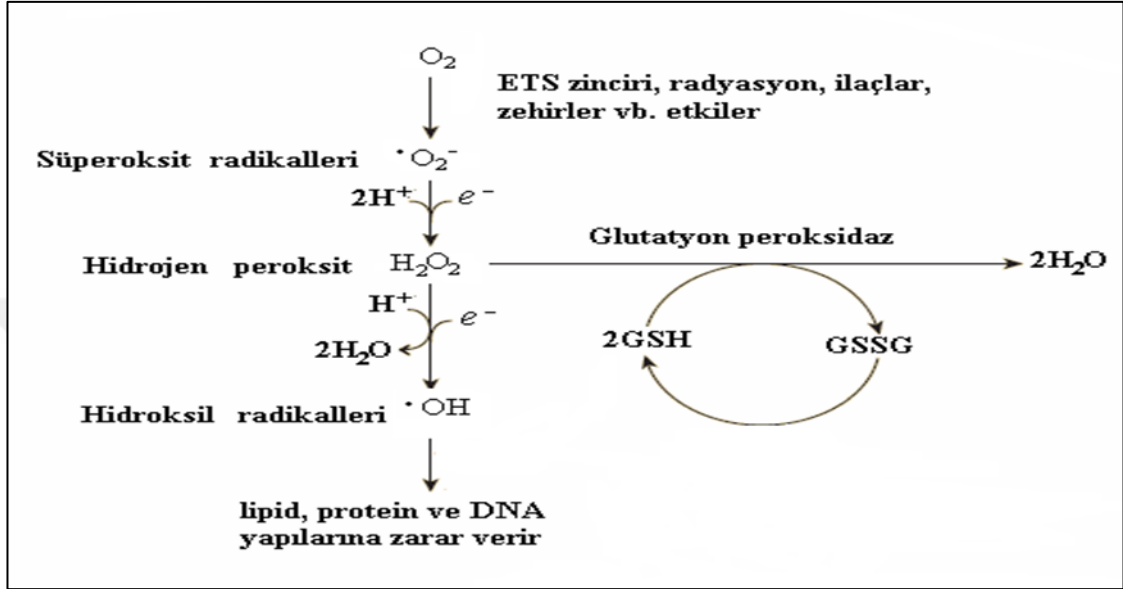 O₂
ETS zinciri, radyasyon, ilaçlar,
zehirler vb. etkiler
Süperoksit radikalleri •O₂⁻
2H⁺ e⁻
Glutatyon peroksidaz
Hidrojen peroksit H₂O₂ 2H₂O
H⁺ e⁻
2GSH GSSG
2H₂O
Hidroksil radikalleri •OH
lipid, protein ve DNA
yapılarına zarar verir